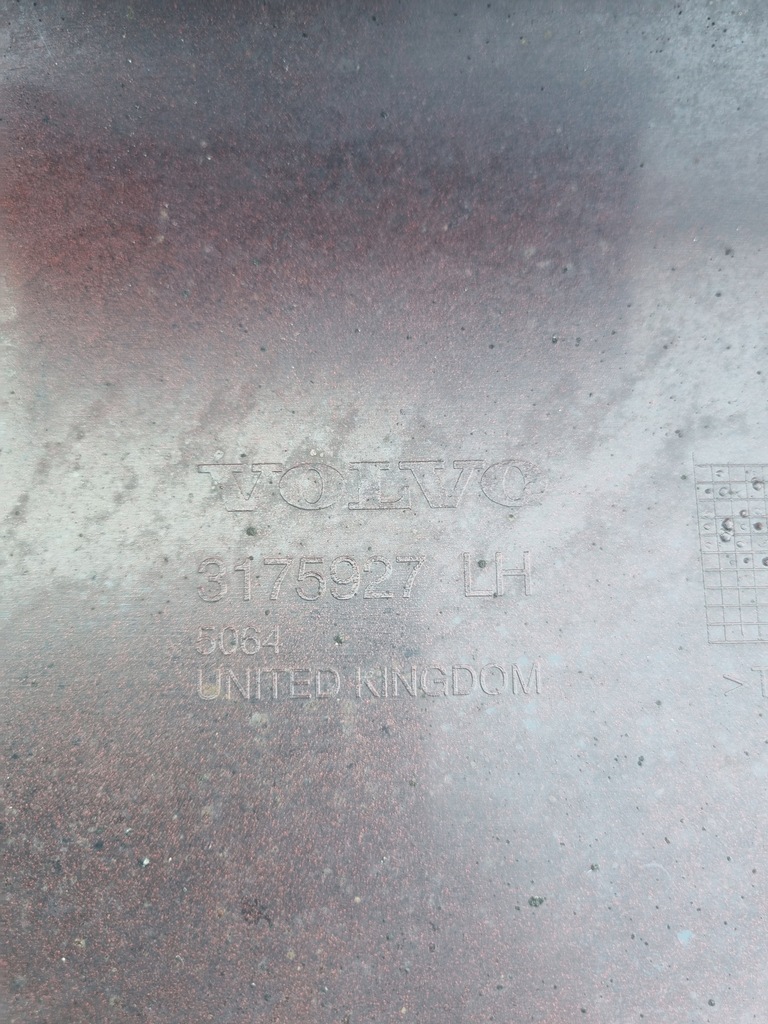 VOLVO
3175927 LH
5064
UNITED KINGDOM
>T